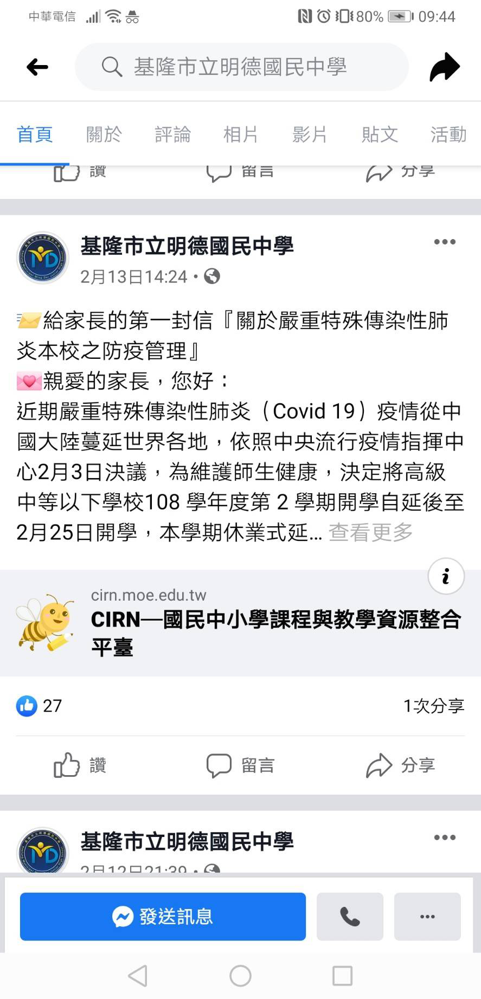 中華電信 80% 09:44
基隆市立明德國民中學
首頁 關於 評論 相片 影片 貼文 活動
讚 留言 分享
基隆市立明德國民中學
2月13日14:24
給家長的第一封信『關於嚴重特殊傳染性肺
炎本校之防疫管理』
親愛的家長，您好：
近期嚴重特殊傳染性肺炎（Covid 19）疫情從中
國大陸蔓延世界各地，依照中央流行疫情指揮中
心2月3日決議，為維護師生健康，決定將高級
中等以下學校108 學年度第 2 學期開學自延後至
2月25日開學，本學期休業式延... 查看更多
cirn.moe.edu.tw
CIRN—國民中小學課程與教學資源整合
平臺
27 1次分享
讚 留言 分享
基隆市立明德國民中學
2月12日21:39
發送訊息